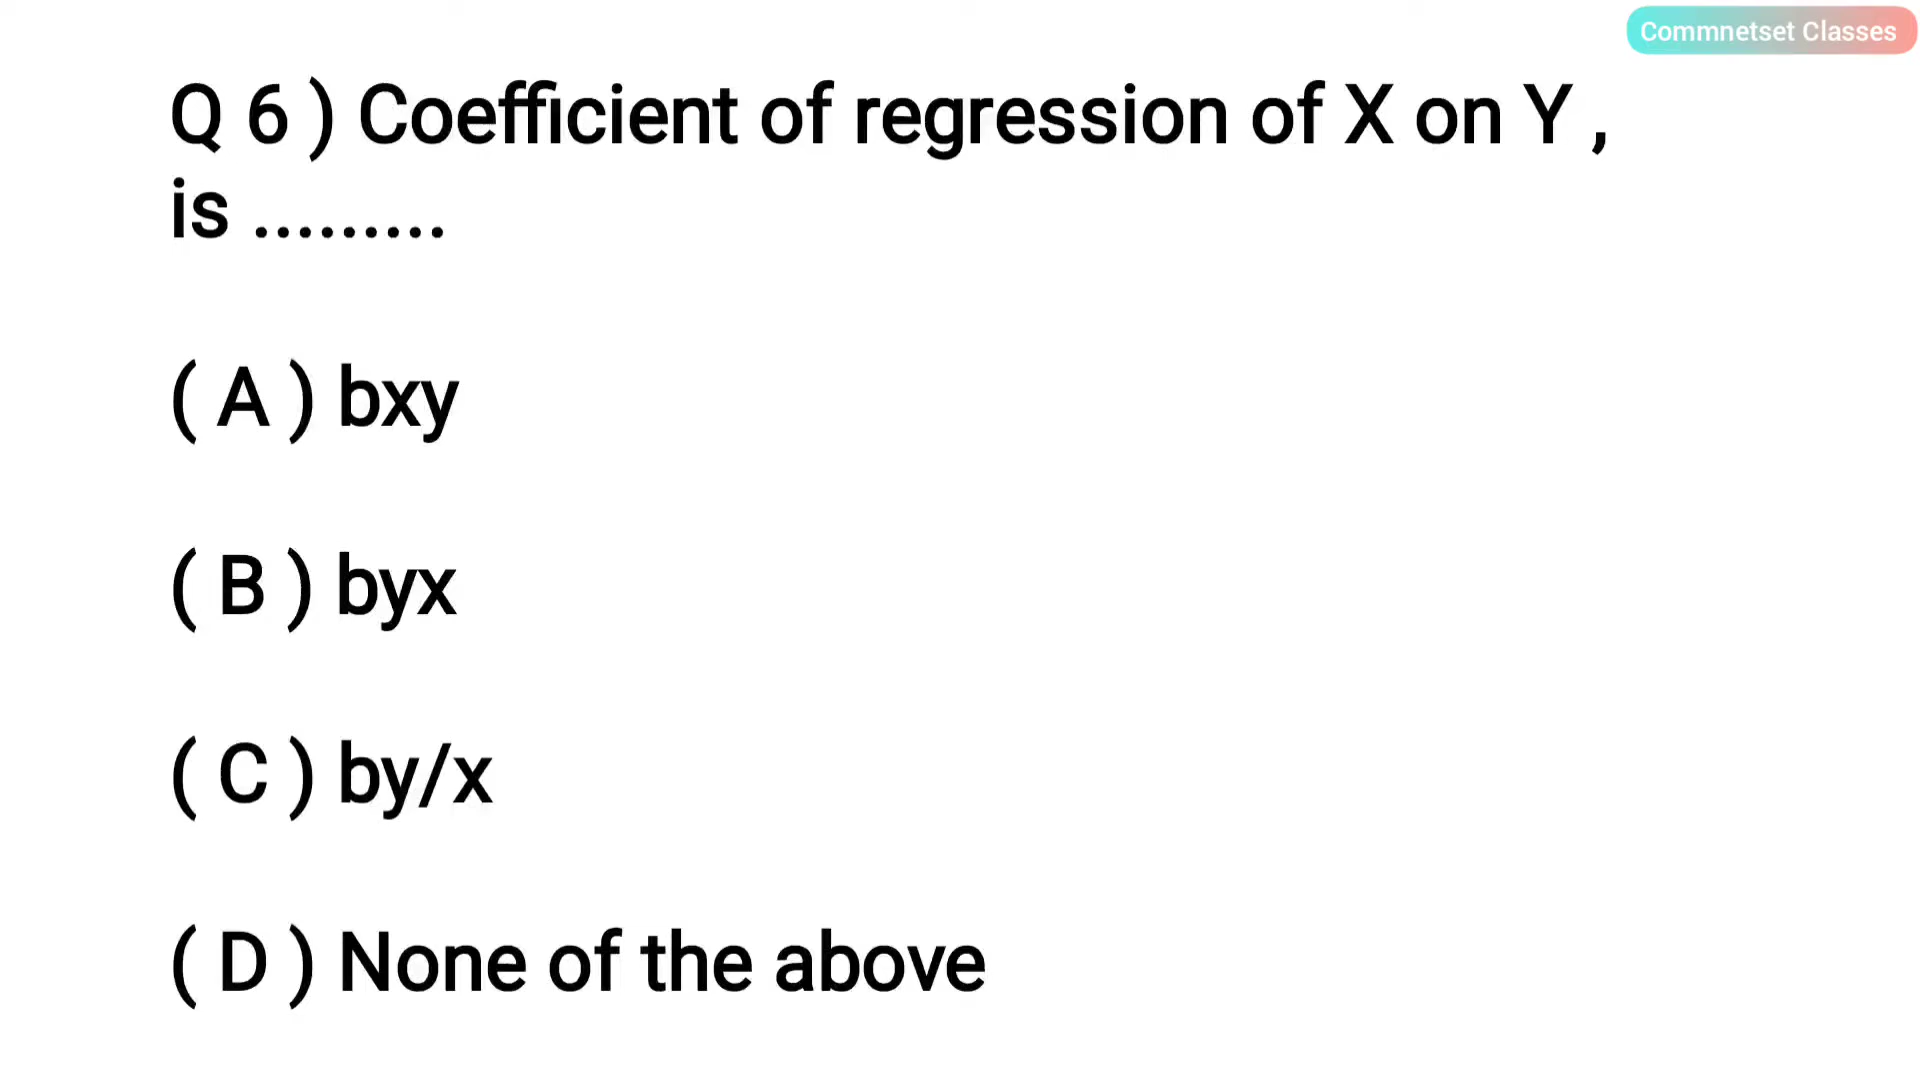 Commnetset Classes
Q 6 ) Coefficient of regression of X on Y ,
is .........
( A ) bxy
( B ) byx
( C ) by/x
( D ) None of the above